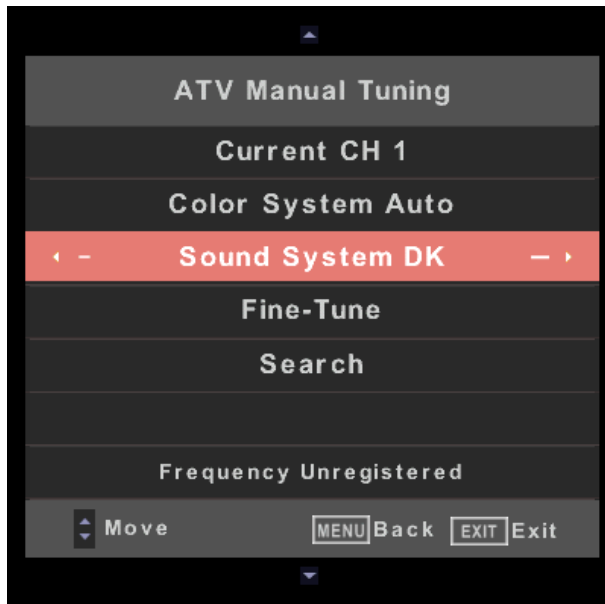 ATV Manual Tuning
Current CH 1
Color System Auto
Sound System DK
Fine-Tune
Search
Frequency Unregistered
Move MENU Back EXIT Exit